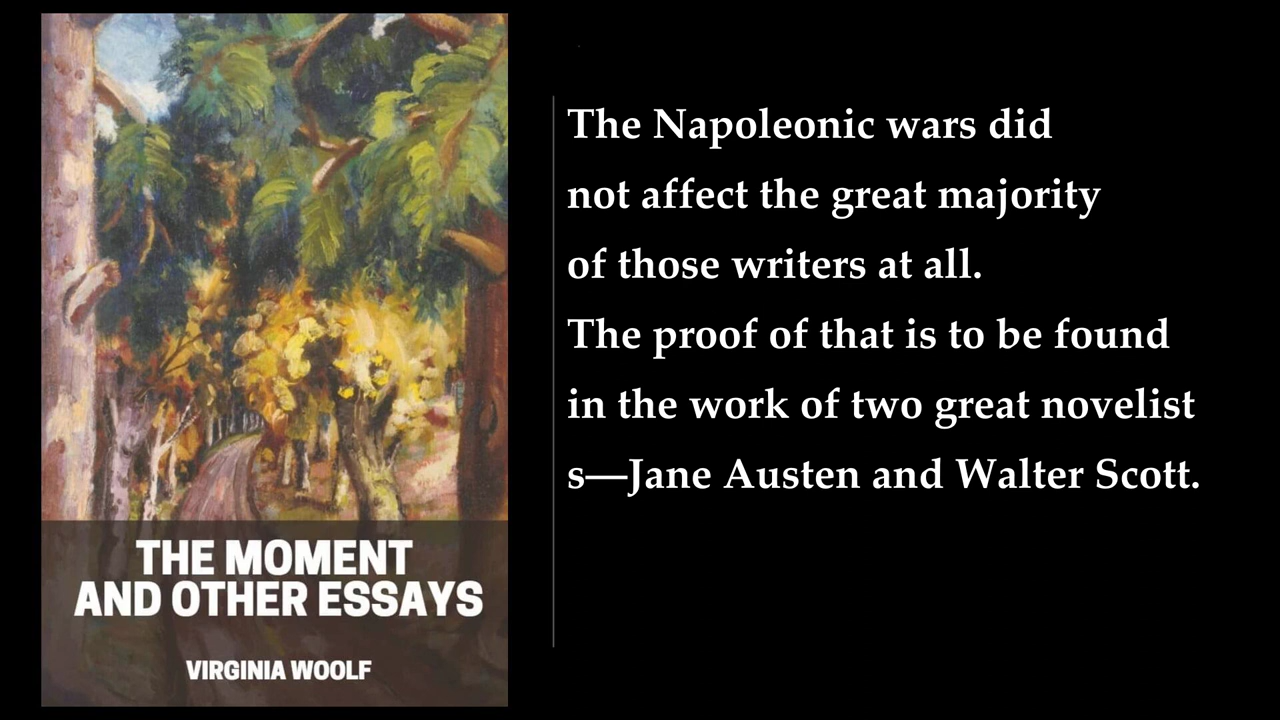 THE MOMENT
AND OTHER ESSAYS
VIRGINIA WOOLF
The Napoleonic wars did
not affect the great majority
of those writers at all.
The proof of that is to be found
in the work of two great novelist
s—Jane Austen and Walter Scott.